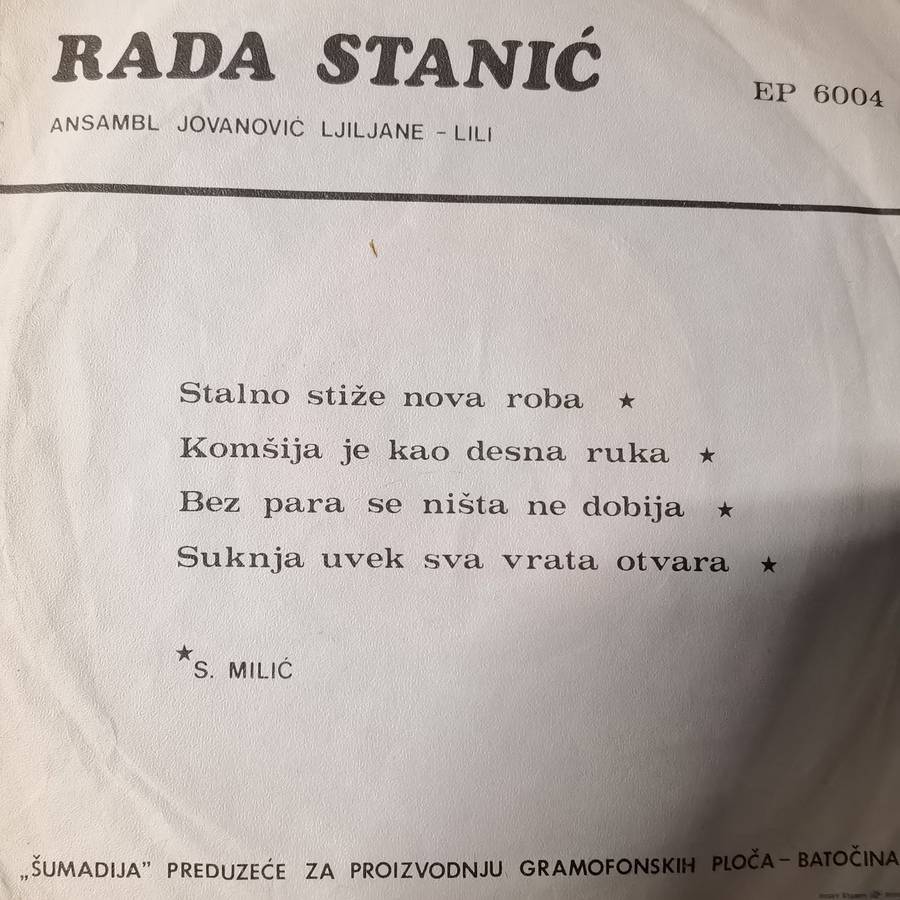 RADA STANIĆ
EP 6004
ANSAMBL JOVANOVIĆ LJILJANE - LILI
Stalno stiže nova roba ★
Komšija je kao desna ruka ★
Bez para se ništa ne dobija ★
Suknja uvek sva vrata otvara ★
★ S. MILIĆ
„ŠUMADIJA” PREDUZEĆE ZA PROIZVODNJU GRAMOFONSKIH PLOČA – BATOČINA